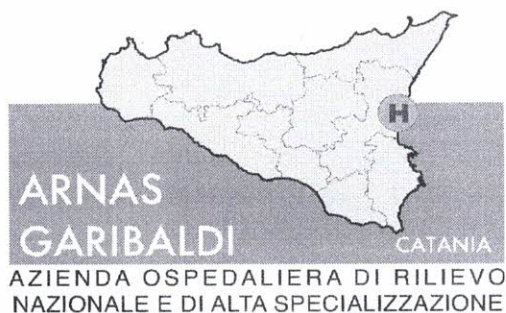 H
ARNAS
GARIBALDI
CATANIA
AZIENDA OSPEDALIERA DI RILIEVO
NAZIONALE E DI ALTA SPECIALIZZAZIONE